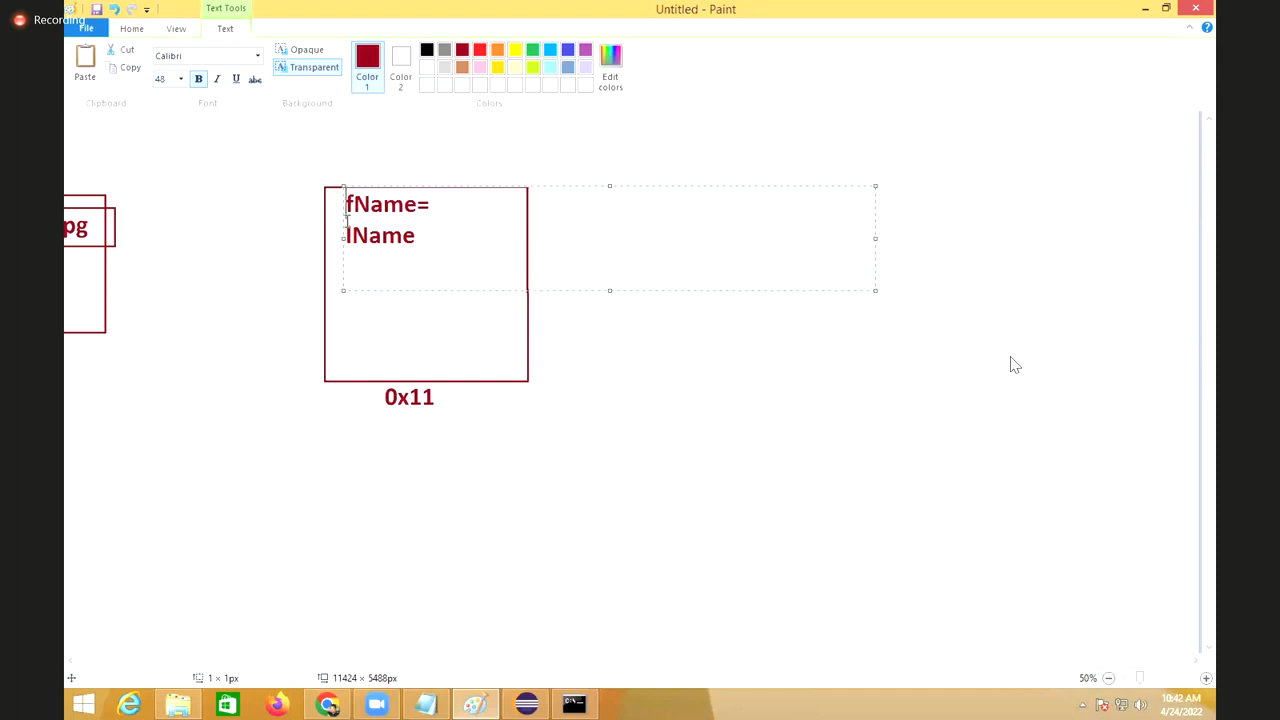 Recording
Text Tools
Untitled - Paint
File
Home
View
Text
Paste
Cut
Copy
Clipboard
Calibri
48
B
I
U
abc
Font
Opaque
Transparent
Background
Color 1
Color 2
Edit colors
Colors
pg
fName=
lName
0x11
1 × 1px
11424 × 5488px
50%
10:42 AM
4/24/2022